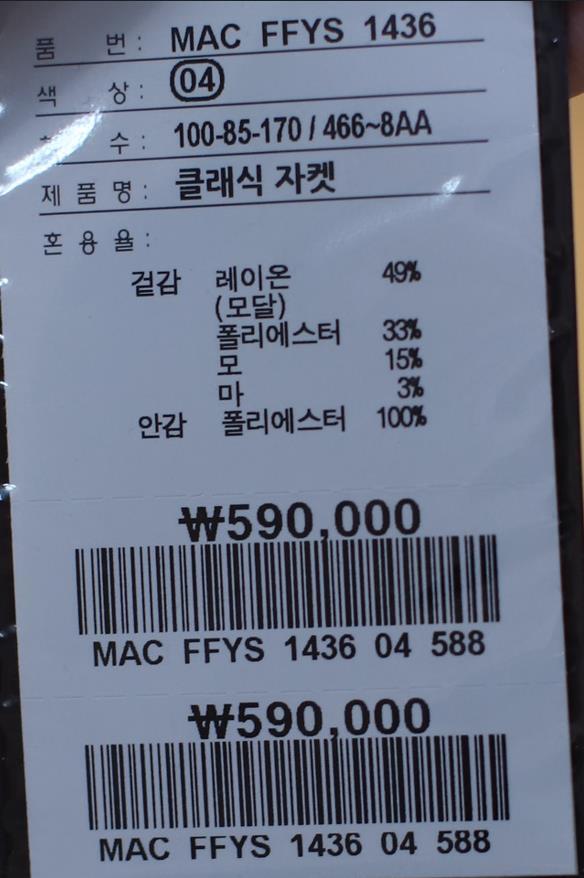 품 번 : MAC FFYS 1436
색 상 : 04
수 : 100-85-170 / 466~8AA
제 품 명 : 클래식 자켓
혼 용 율 :
겉감 레이온 49%
(모달)
폴리에스터 33%
모 15%
마 3%
안감 폴리에스터 100%
₩590,000
MAC FFYS 1436 04 588
₩590,000
MAC FFYS 1436 04 588